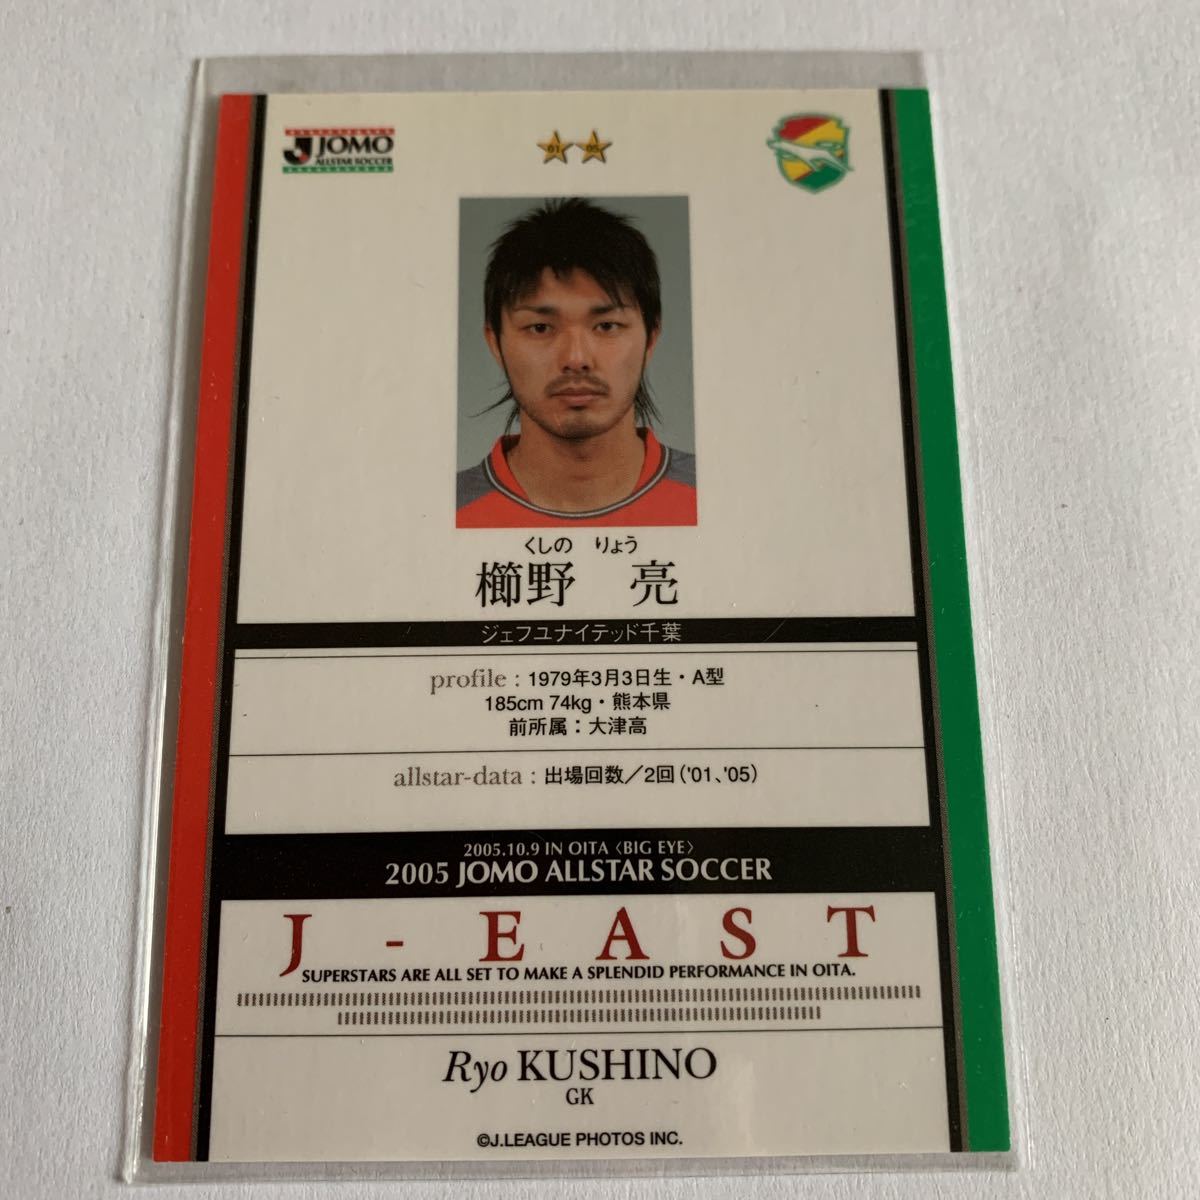 JOMO
ALLSTAR SOCCER
01 05
くしの りょう
櫛野 亮
ジェフユナイテッド千葉
profile : 1979年3月3日生・A型
185cm 74kg・熊本県
前所属：大津高
allstar-data : 出場回数／2回 ('01、'05)
2005.10.9 IN OITA〈BIG EYE〉
2005 JOMO ALLSTAR SOCCER
J - EAST
SUPERSTARS ARE ALL SET TO MAKE A SPLENDID PERFORMANCE IN OITA.
Ryo KUSHINO
GK
©J.LEAGUE PHOTOS INC.